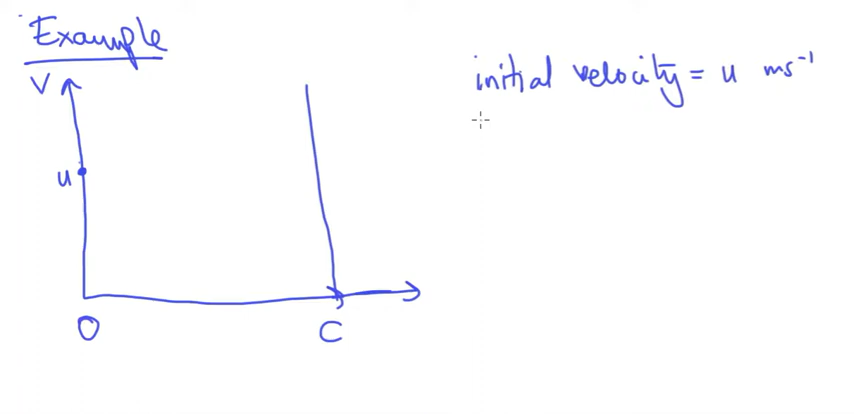 Example
V
initial velocity = u ms⁻¹
u
O
C